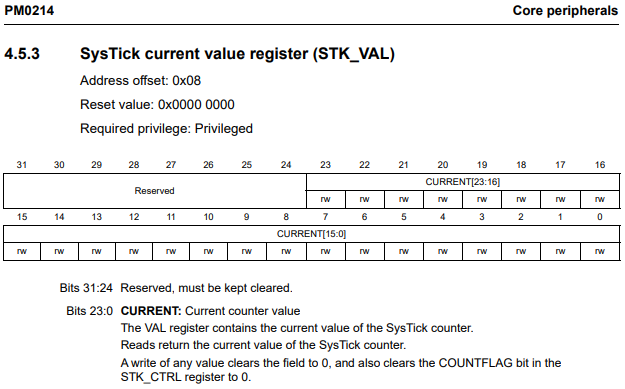 PM0214 Core peripherals
4.5.3 SysTick current value register (STK_VAL)
Address offset: 0x08
Reset value: 0x0000 0000
Required privilege: Privileged
31 30 29 28 27 26 25 24 23 22 21 20 19 18 17 16
Reserved CURRENT[23:16]
rw rw rw rw rw rw rw rw
15 14 13 12 11 10 9 8 7 6 5 4 3 2 1 0
CURRENT[15:0]
rw rw rw rw rw rw rw rw rw rw rw rw rw rw rw rw
Bits 31:24 Reserved, must be kept cleared.
Bits 23:0 CURRENT: Current counter value
The VAL register contains the current value of the SysTick counter.
Reads return the current value of the SysTick counter.
A write of any value clears the field to 0, and also clears the COUNTFLAG bit in the
STK_CTRL register to 0.